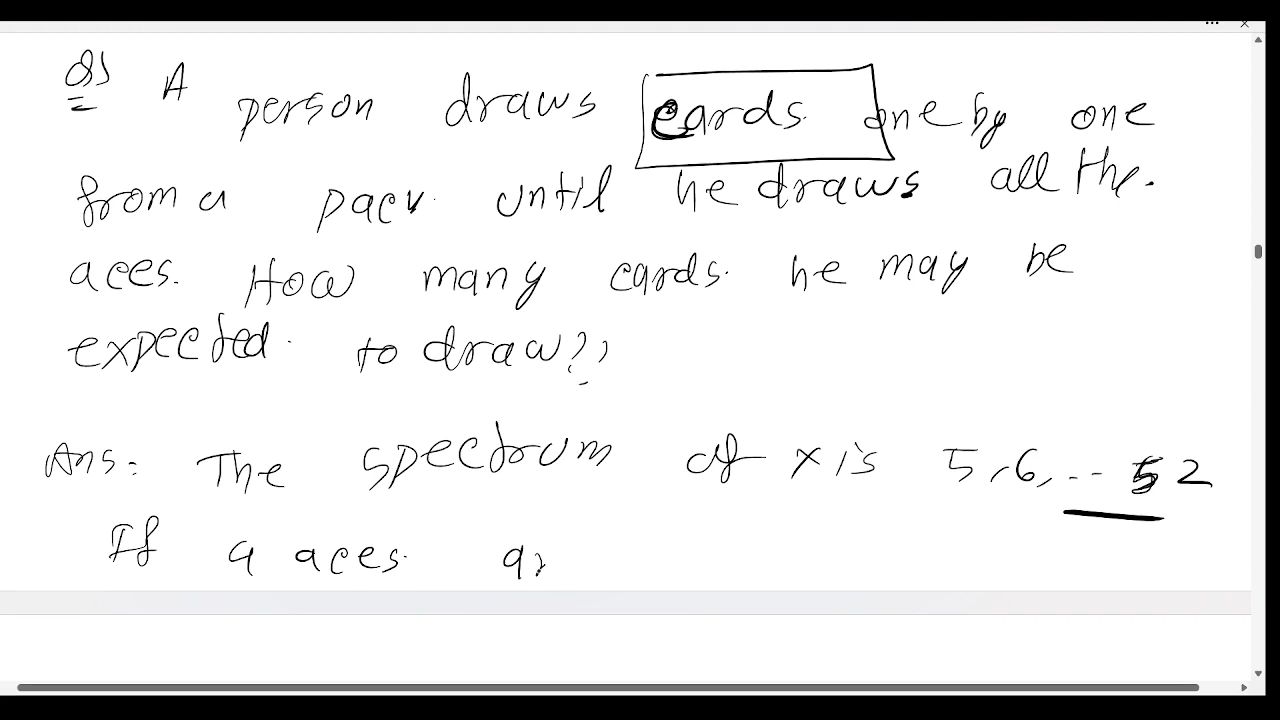 Q) A person draws cards one by one
from a pack until he draws all the
aces. How many cards he may be
expected to draw??
Ans: The spectrum of x is 5,6,-- 52
If 4 aces